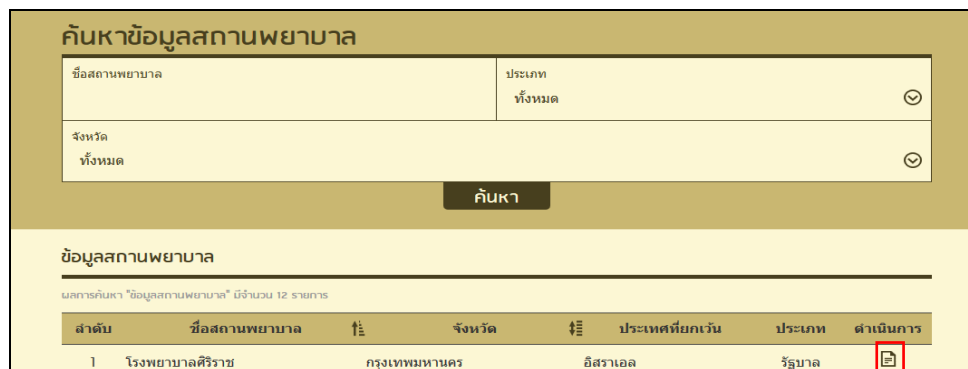 ค้นหาข้อมูลสถานพยาบาล
ชื่อสถานพยาบาล ประเภท
ทั้งหมด
จังหวัด
ทั้งหมด
ค้นหา
ข้อมูลสถานพยาบาล
ผลการค้นหา "ข้อมูลสถานพยาบาล" มีจำนวน 12 รายการ
ลำดับ ชื่อสถานพยาบาล จังหวัด ประเทศที่ยกเว้น ประเภท ดำเนินการ
1 โรงพยาบาลศิริราช กรุงเทพมหานคร อิสราเอล รัฐบาล